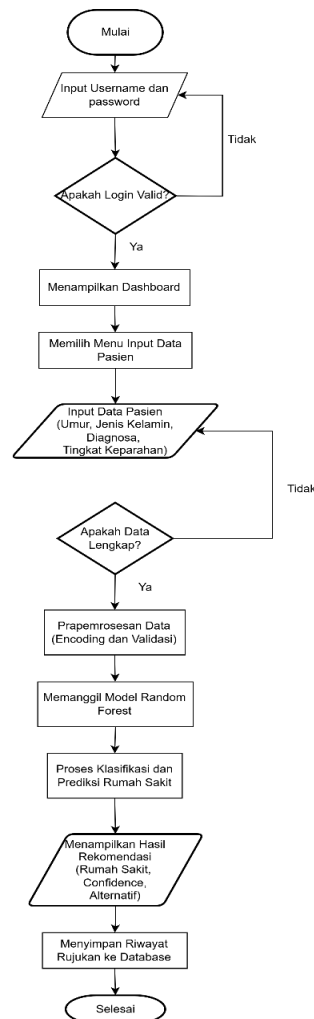 Mulai
Input Username dan
password
Tidak
Apakah Login Valid?
Ya
Menampilkan Dashboard
Memilih Menu Input Data
Pasien
Input Data Pasien
(Umur, Jenis Kelamin,
Diagnosa,
Tingkat Keparahan)
Tidak
Apakah Data
Lengkap?
Ya
Prapemrosesan Data
(Encoding dan Validasi)
Memanggil Model Random
Forest
Proses Klasifikasi dan
Prediksi Rumah Sakit
Menampilkan Hasil
Rekomendasi
(Rumah Sakit,
Confidence,
Alternatif)
Menyimpan Riwayat
Rujukan ke Database
Selesai